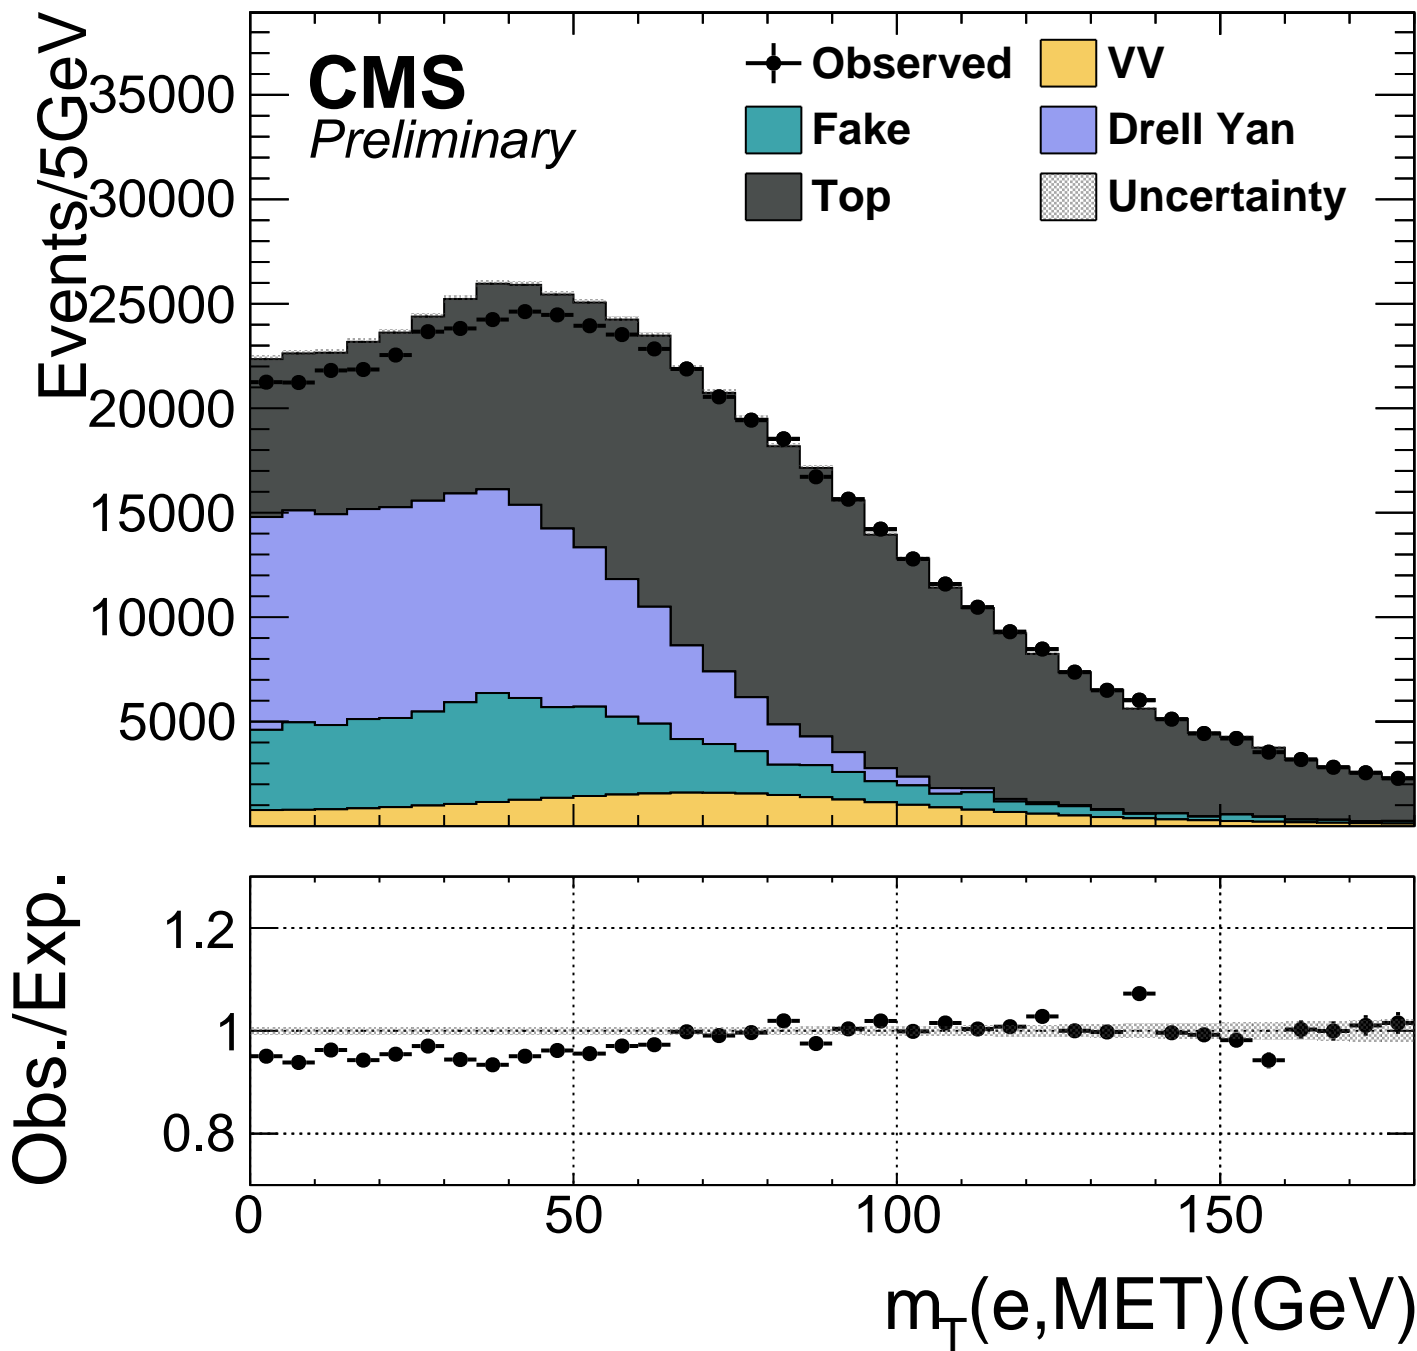 CMS
Preliminary
Observed
VV
Fake
Drell Yan
Top
Uncertainty
Events/5GeV
35000
30000
25000
20000
15000
10000
5000
Obs./Exp.
1.2
1
0.8
0
50
100
150
m_T(e,MET)(GeV)